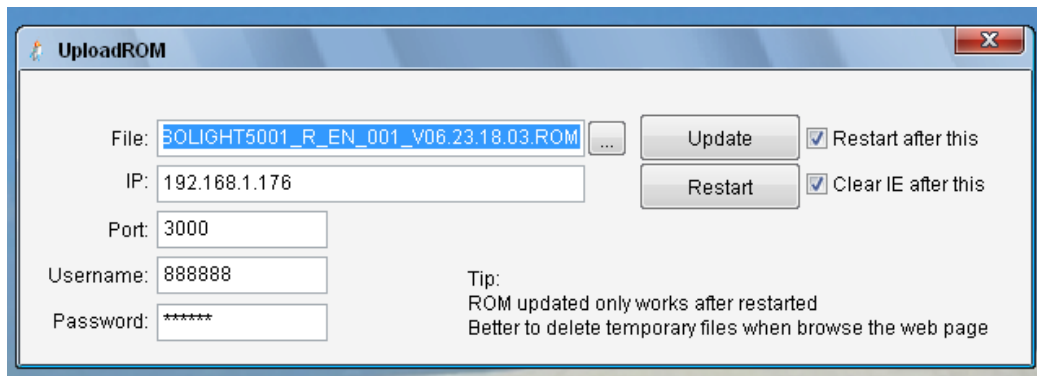 UploadROM
File: SOLIGHT5001_R_EN_001_V06.23.18.03.ROM ... Update Restart after this
IP: 192.168.1.176 Restart Clear IE after this
Port: 3000
Username: 888888
Password: ******
Tip:
ROM updated only works after restarted
Better to delete temporary files when browse the web page